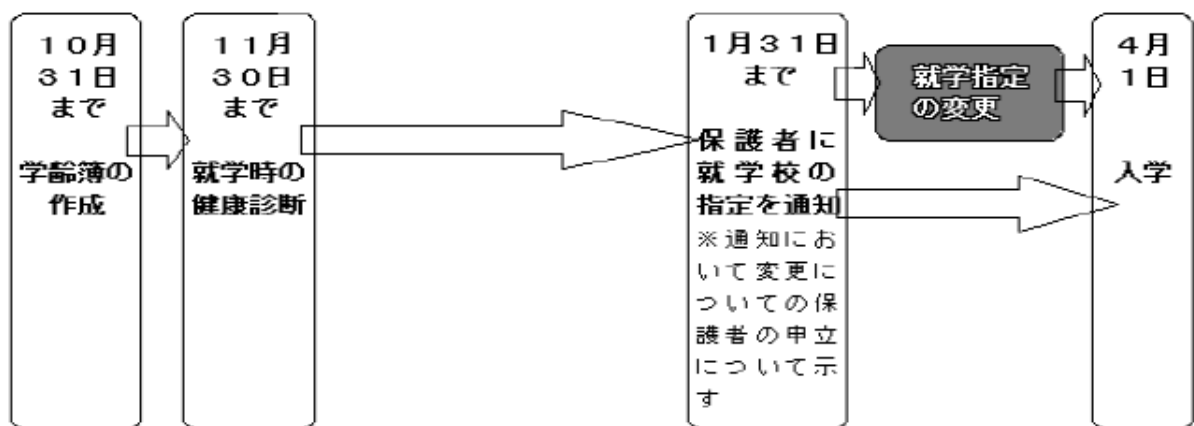 １０月
３１日
まで
学齢簿の
作成
１１月
３０日
まで
就学時の
健康診断
１月３１日
まで
保護者に
就学校の
指定を通知
※通知にお
いて変更に
ついての保
護者の申立
について示
す
就学指定
の変更
４月
１日
入学